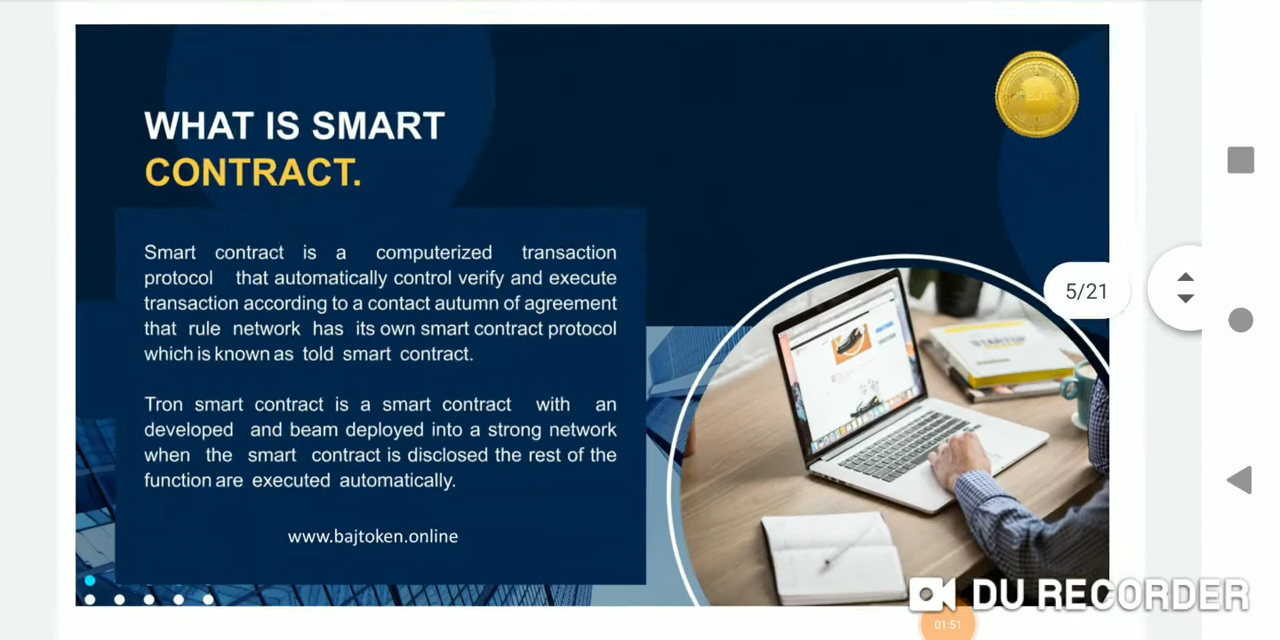 WHAT IS SMART
CONTRACT.
Smart contract is a computerized transaction
protocol that automatically control verify and execute
transaction according to a contact autumn of agreement
that rule network has its own smart contract protocol
which is known as told smart contract.
Tron smart contract is a smart contract with an
developed and beam deployed into a strong network
when the smart contract is disclosed the rest of the
function are executed automatically.
www.bajtoken.online
5/21
STARTUP
DU RECORDER
01:51